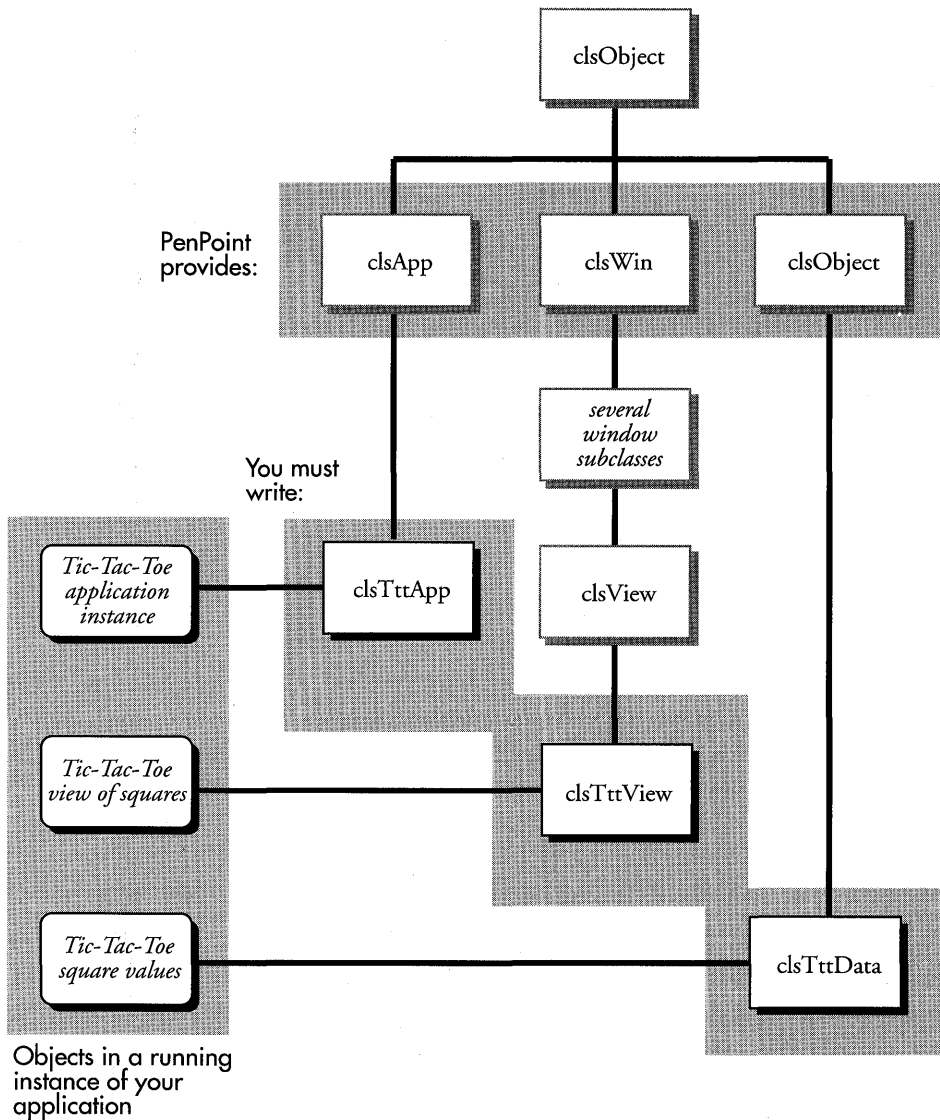 clsObject
PenPoint
provides:
clsApp
clsWin
clsObject
several
window
subclasses
You must
write:
Tic-Tac-Toe
application
instance
clsTttApp
clsView
Tic-Tac-Toe
view of squares
clsTttView
Tic-Tac-Toe
square values
clsTttData
Objects in a running
instance of your
application